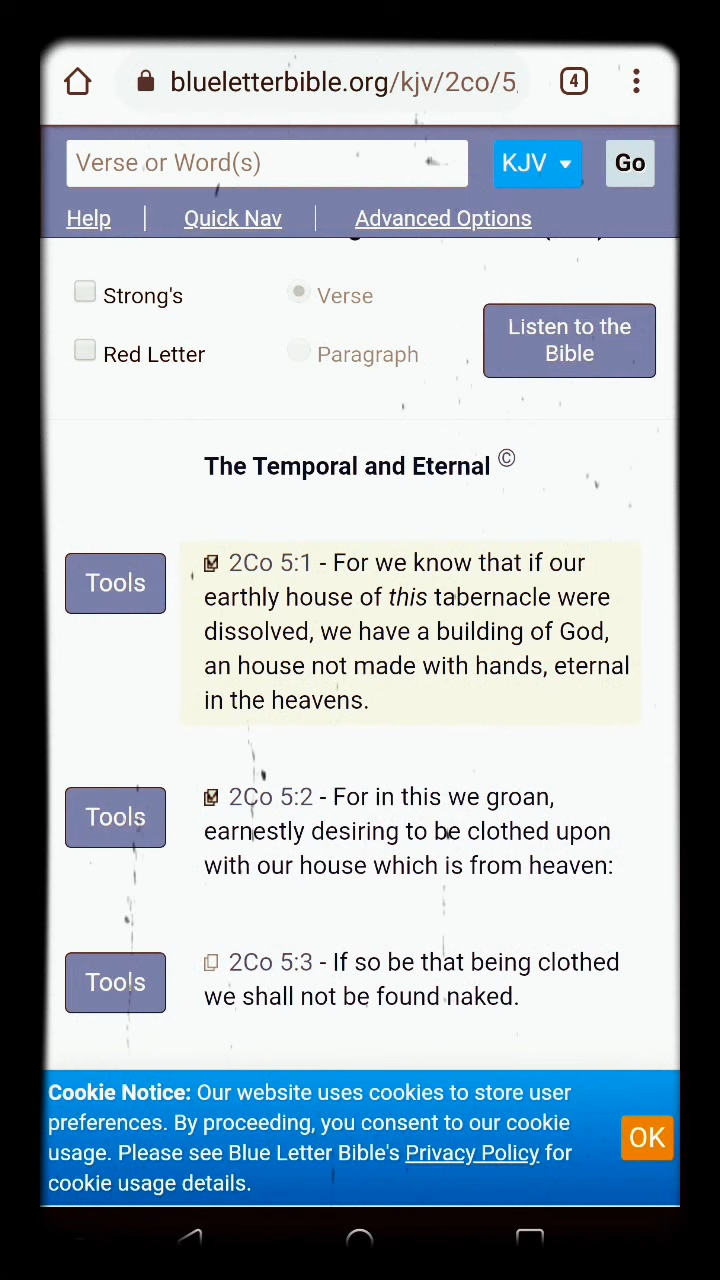 blueletterbible.org/kjv/2co/5
4
Verse or Word(s)
KJV
Go
Help | Quick Nav | Advanced Options
Strong's
Verse
Listen to the
Bible
Red Letter
Paragraph
The Temporal and Eternal ©
Tools
2Co 5:1 - For we know that if our
earthly house of this tabernacle were
dissolved, we have a building of God,
an house not made with hands, eternal
in the heavens.
Tools
2Co 5:2 - For in this we groan,
earnestly desiring to be clothed upon
with our house which is from heaven:
Tools
2Co 5:3 - If so be that being clothed
we shall not be found naked.
Cookie Notice: Our website uses cookies to store user
preferences. By proceeding, you consent to our cookie
usage. Please see Blue Letter Bible's Privacy Policy for
cookie usage details.
OK